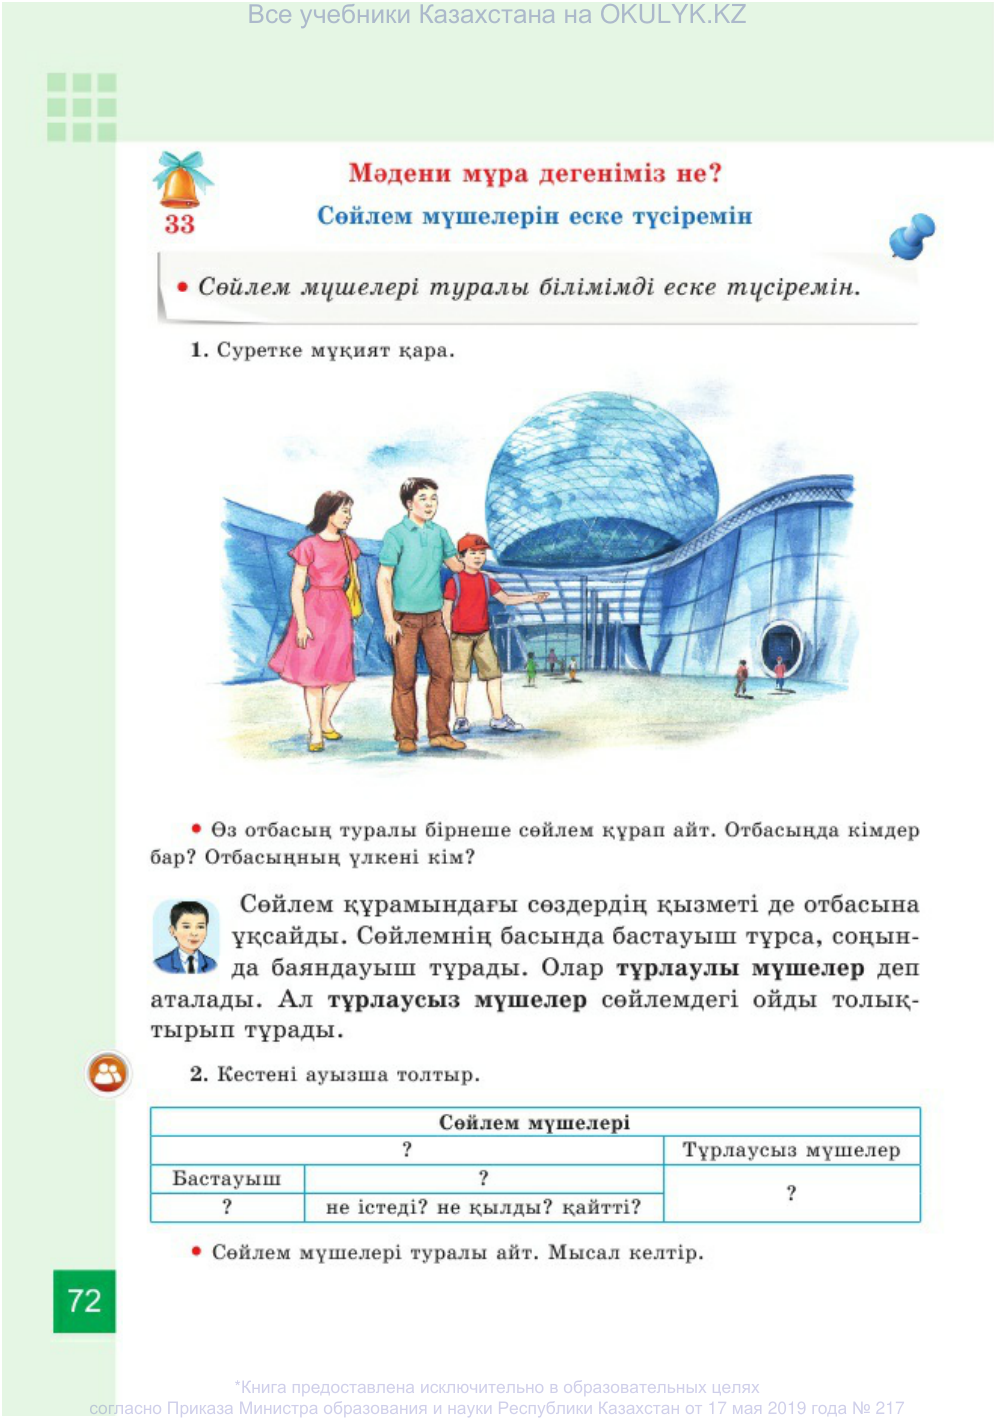 Все учебники Казахстана на OKULYK.KZ
33
Мәдени мұра дегеніміз не?
Сөйлем мүшелерін еске түсіремін
• Сөйлем мүшелері туралы білімімді еске түсіремін.
1. Суретке мұқият қара.
• Өз отбасың туралы бірнеше сөйлем құрап айт. Отбасыңда кімдер
бар? Отбасыңның үлкені кім?
Сөйлем құрамындағы сөздердің қызметі де отбасына
ұқсайды. Сөйлемнің басында бастауыш тұрса, соңын-
да баяндауыш тұрады. Олар тұрлаулы мүшелер деп
аталады. Ал тұрлаусыз мүшелер сөйлемдегі ойды толық-
тырып тұрады.
2. Кестені ауызша толтыр.
Сөйлем мүшелері
? Тұрлаусыз мүшелер
Бастауыш ?
?
? не істеді? не қылды? қайтті?
• Сөйлем мүшелері туралы айт. Мысал келтір.
72
*Книга предоставлена исключительно в образовательных целях
согласно Приказа Министра образования и науки Республики Казахстан от 17 мая 2019 года № 217